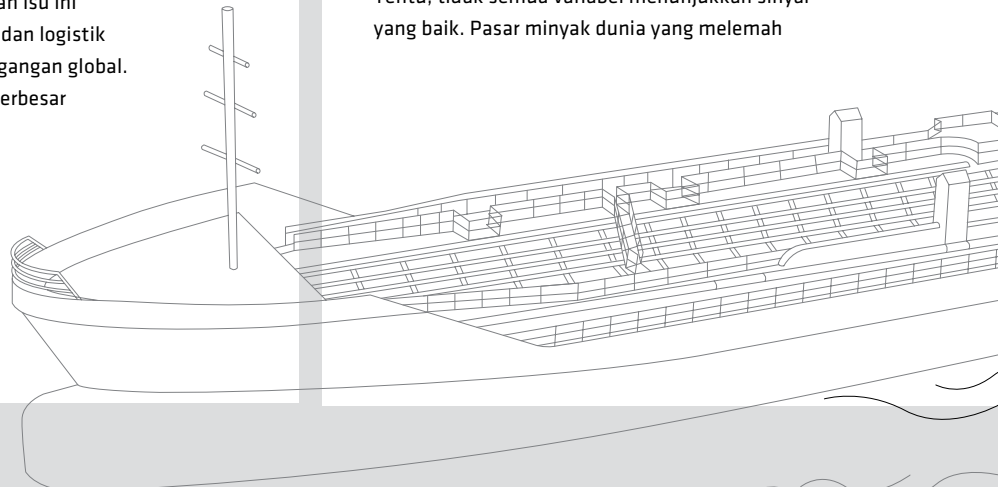 an isu ini
dan logistik
gangan global.
erbesar
yang baik. Pasar minyak dunia yang melemah